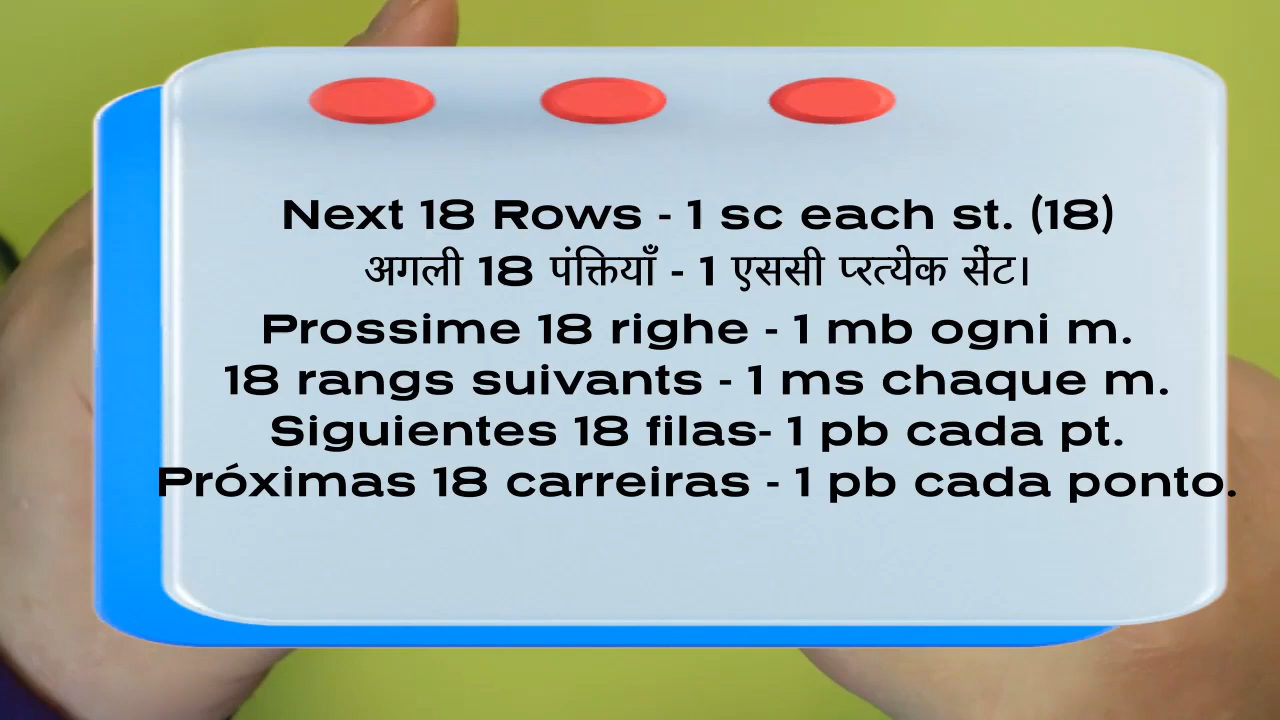 Next 18 Rows - 1 sc each st. (18)
अगली 18 पंक्तियाँ - 1 एससी प्रत्येक सेंट।
Prossime 18 righe - 1 mb ogni m.
18 rangs suivants - 1 ms chaque m.
Siguientes 18 filas- 1 pb cada pt.
Próximas 18 carreiras - 1 pb cada ponto.